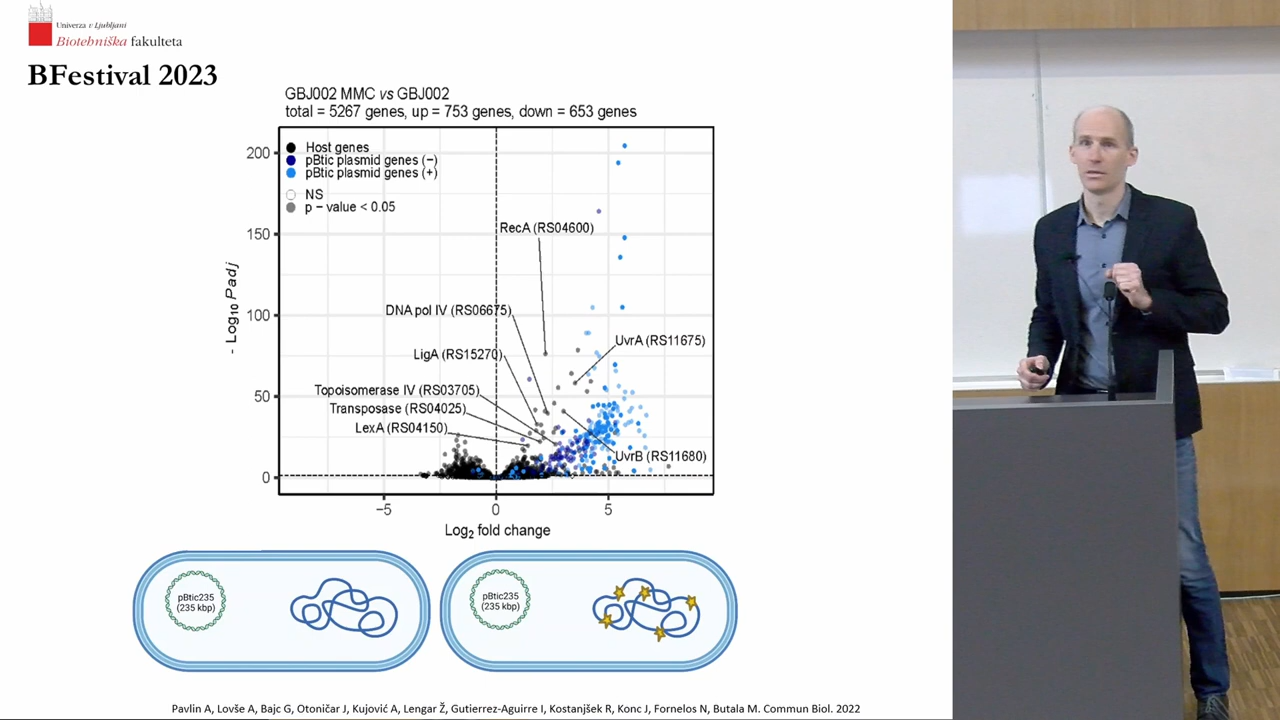 Univerza v Ljubljani
Biotehniška fakulteta
BFestival 2023
GBJ002 MMC vs GBJ002
total = 5267 genes, up = 753 genes, down = 653 genes
Host genes
pBtic plasmid genes (−)
pBtic plasmid genes (+)
NS
p − value < 0.05
200
150
100
50
0
- Log10 Padj
RecA (RS04600)
DNA pol IV (RS06675)
UvrA (RS11675)
LigA (RS15270)
Topoisomerase IV (RS03705)
Transposase (RS04025)
LexA (RS04150)
UvrB (RS11680)
−5 0 5
Log2 fold change
pBtic235
(235 kbp)
pBtic235
(235 kbp)
Pavlin A, Lovše A, Bajc G, Otoničar J, Kujović A, Lengar Ž, Gutierrez-Aguirre I, Kostanjšek R, Konc J, Fornelos N, Butala M. Commun Biol. 2022